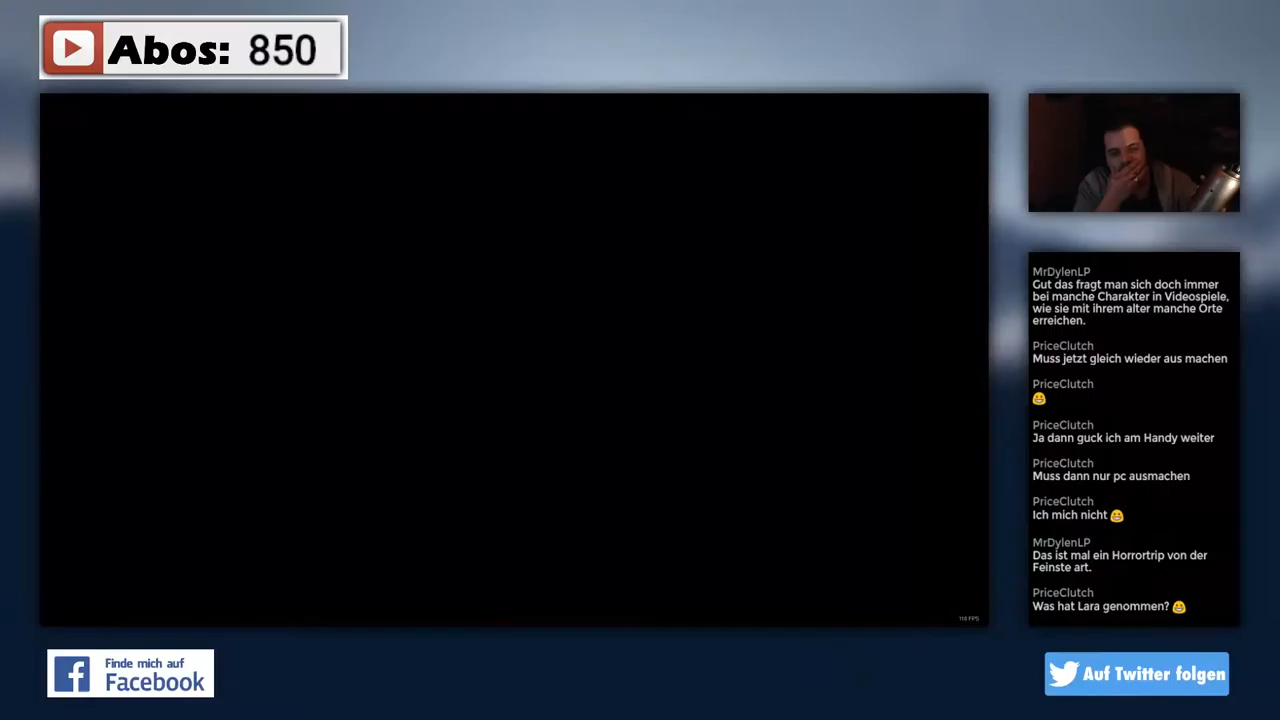 Abos: 850
MrDylenLP
Gut das fragt man sich doch immer
bei manche Charakter in Videospiele,
wie sie mit ihrem alter manche Orte
erreichen.
PriceClutch
Muss jetzt gleich wieder aus machen
PriceClutch
PriceClutch
Ja dann guck ich am Handy weiter
PriceClutch
Muss dann nur pc ausmachen
PriceClutch
Ich mich nicht
MrDylenLP
Das ist mal ein Horrortrip von der
Feinste art.
PriceClutch
Was hat Lara genommen?
118 FPS
Finde mich auf
Facebook
Auf Twitter folgen